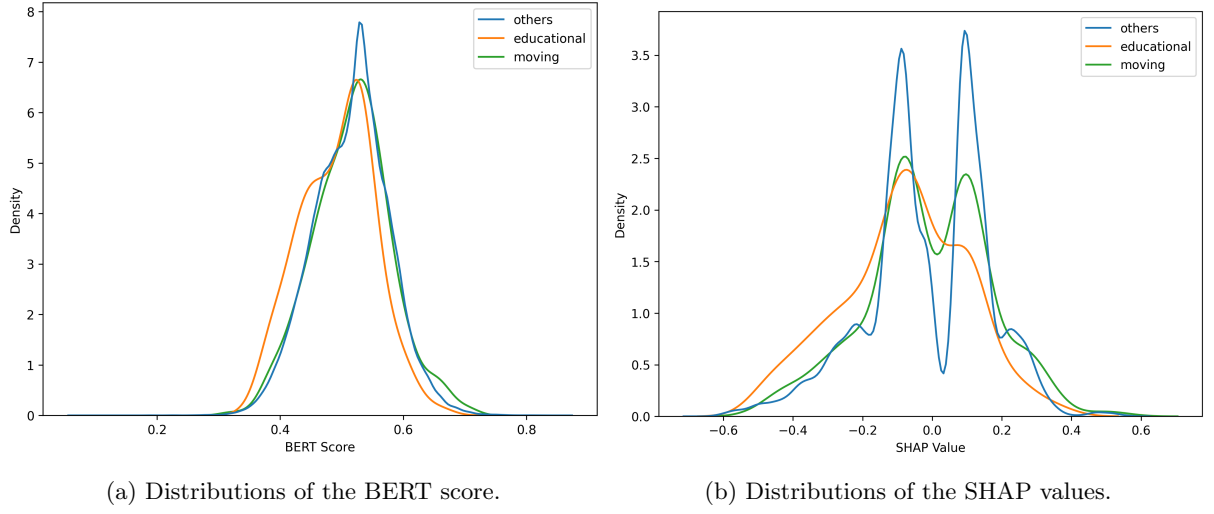 8
7
6
5
4
3
2
1
0
Density
0.2
0.4
0.6
0.8
BERT Score
others
educational
moving
3.5
3.0
2.5
2.0
1.5
1.0
0.5
0.0
Density
−0.6
−0.4
−0.2
0.0
0.2
0.4
0.6
SHAP Value
others
educational
moving
(a) Distributions of the BERT score.
(b) Distributions of the SHAP values.